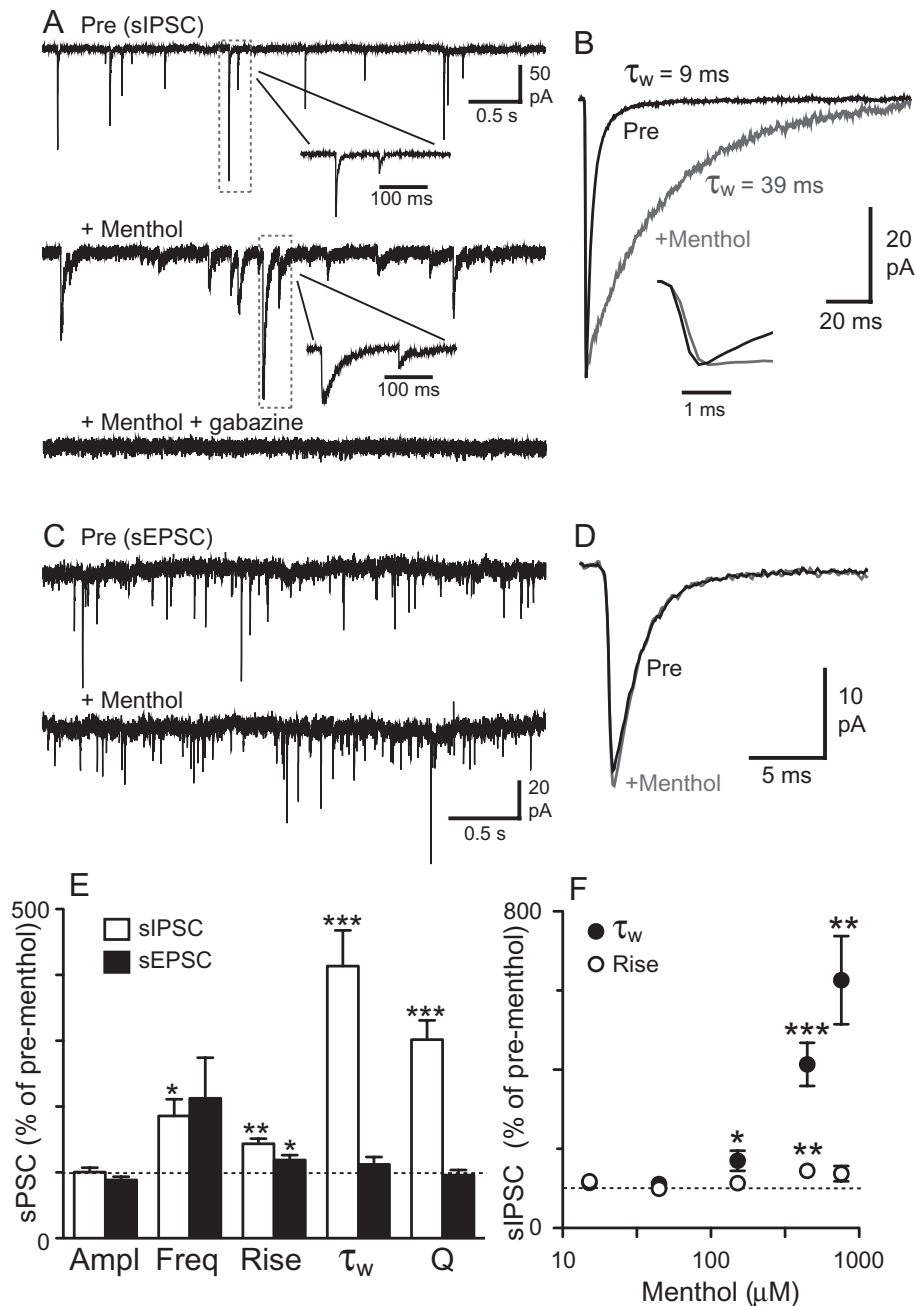 A
Pre (sIPSC)
50
pA
0.5 s
100 ms
+ Menthol
100 ms
+ Menthol + gabazine
B
τw = 9 ms
Pre
τw = 39 ms
+Menthol
20
pA
20 ms
1 ms
C
Pre (sEPSC)
+ Menthol
20
pA
0.5 s
D
Pre
+Menthol
10
pA
5 ms
E
500
sPSC (% of pre-menthol)
0
sIPSC
sEPSC
*
**
*
***
***
Ampl
Freq
Rise
τw
Q
F
800
sIPSC (% of pre-menthol)
0
τw
Rise
*
***
**
**
10
100
1000
Menthol (μM)